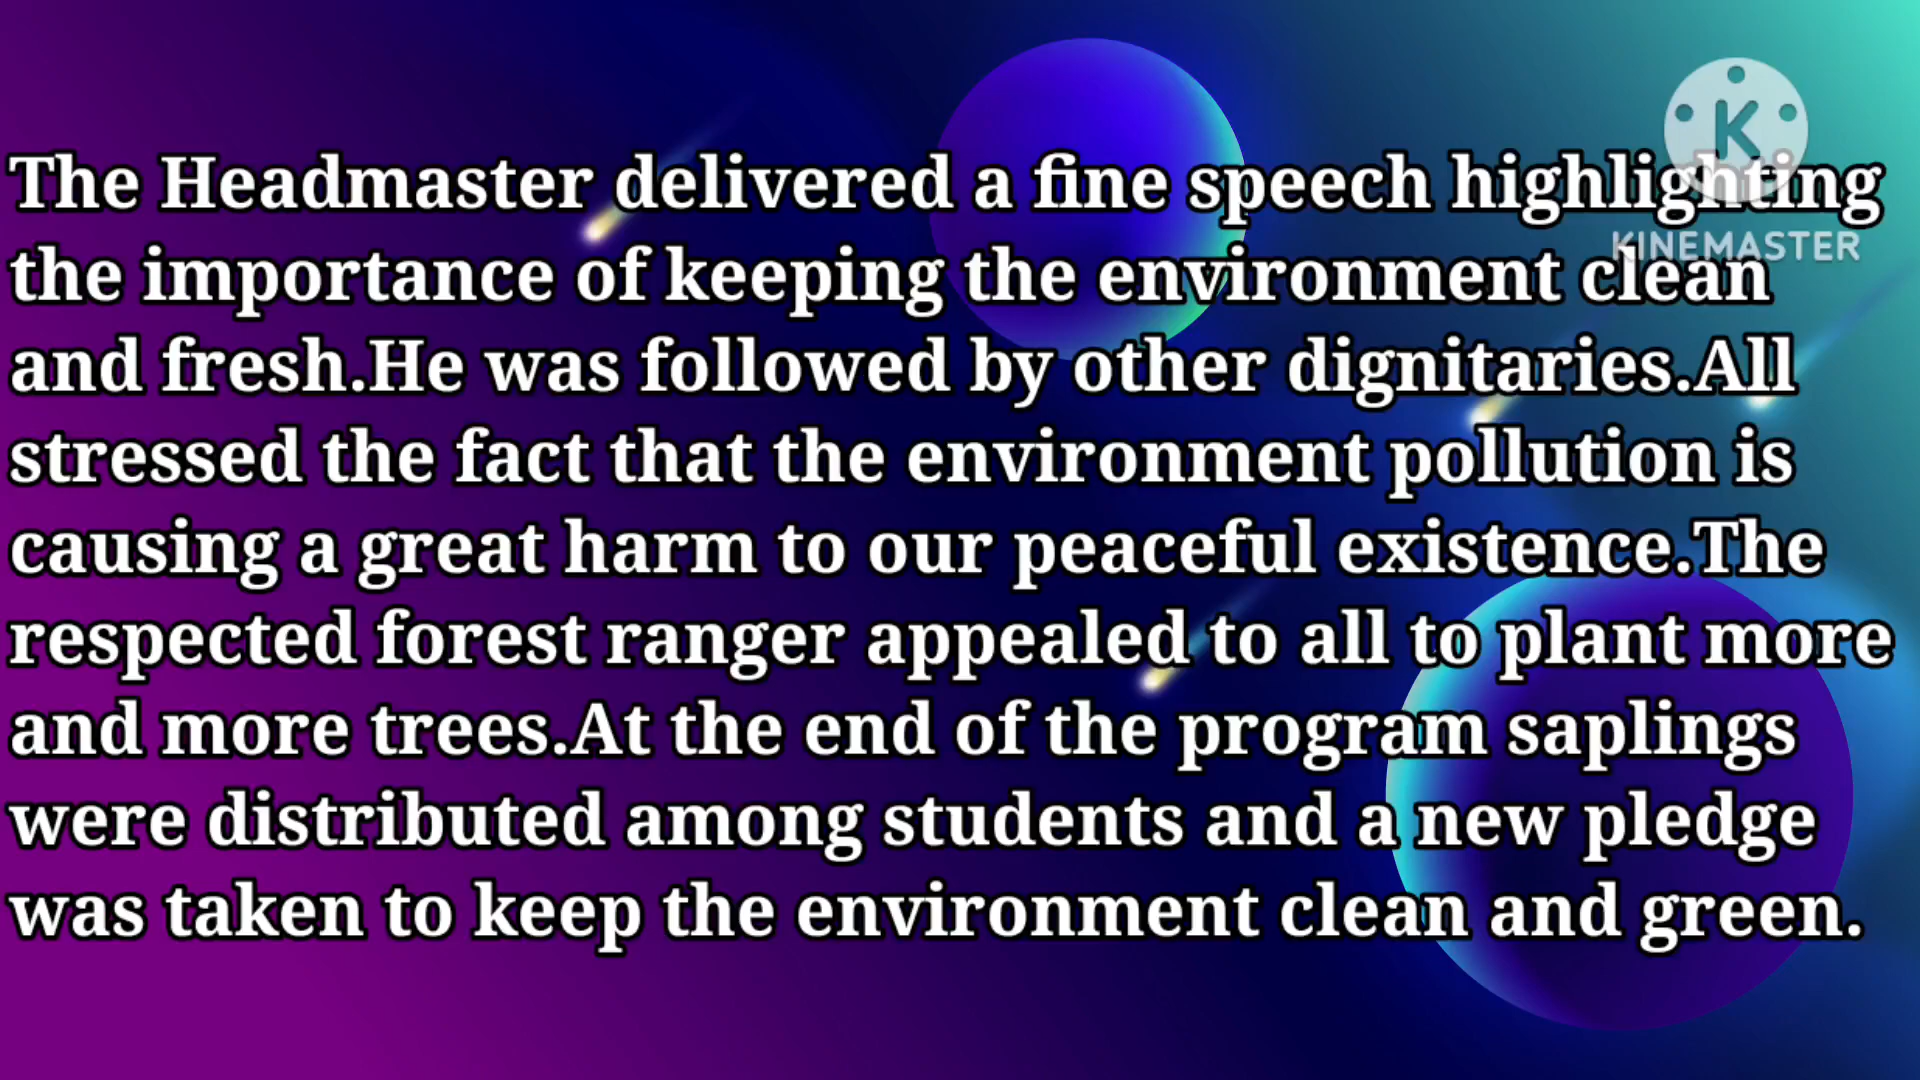 The Headmaster delivered a fine speech highlighting
the importance of keeping the environment clean
and fresh.He was followed by other dignitaries.All
stressed the fact that the environment pollution is
causing a great harm to our peaceful existence.The
respected forest ranger appealed to all to plant more
and more trees.At the end of the program saplings
were distributed among students and a new pledge
was taken to keep the environment clean and green.
K
KINEMASTER